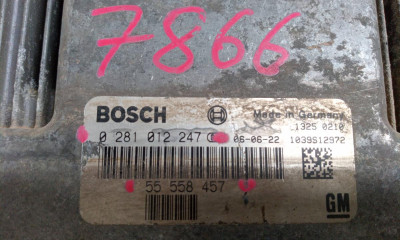 7866
BOSCH Made in Germany
1325 0210
0 281 012 247 06-06-22 1039S12972
55 558 457
GM